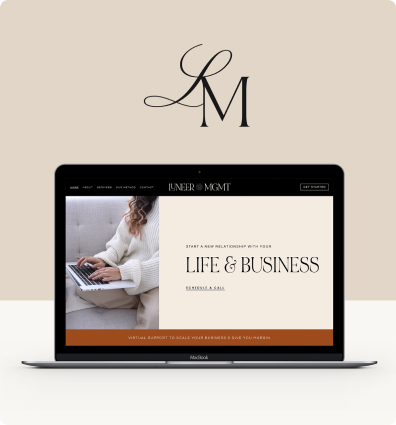 LM
HOME ABOUT SERVICES OUR METHOD CONTACT LUNEER MGMT GET STARTED
START A NEW RELATIONSHIP WITH YOUR
LIFE & BUSINESS
SCHEDULE A CALL
VIRTUAL SUPPORT TO SCALE YOUR BUSINESS & GIVE YOU MARGIN
MacBook